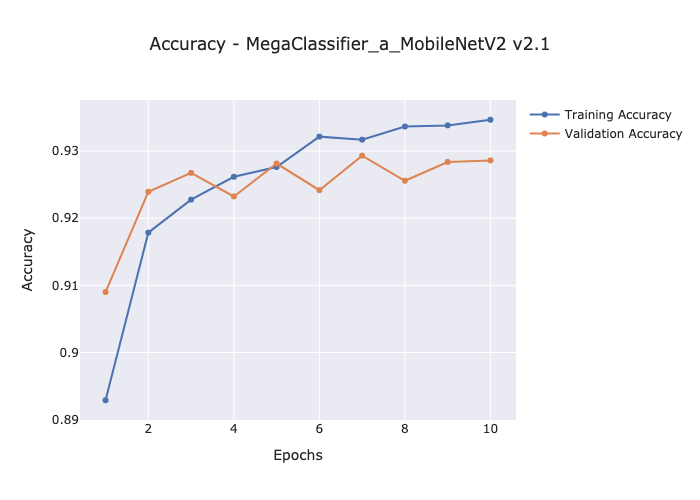 Accuracy - MegaClassifier_a_MobileNetV2 v2.1
Training Accuracy
Validation Accuracy
Accuracy
0.93
0.92
0.91
0.9
0.89
2 4 6 8 10
Epochs